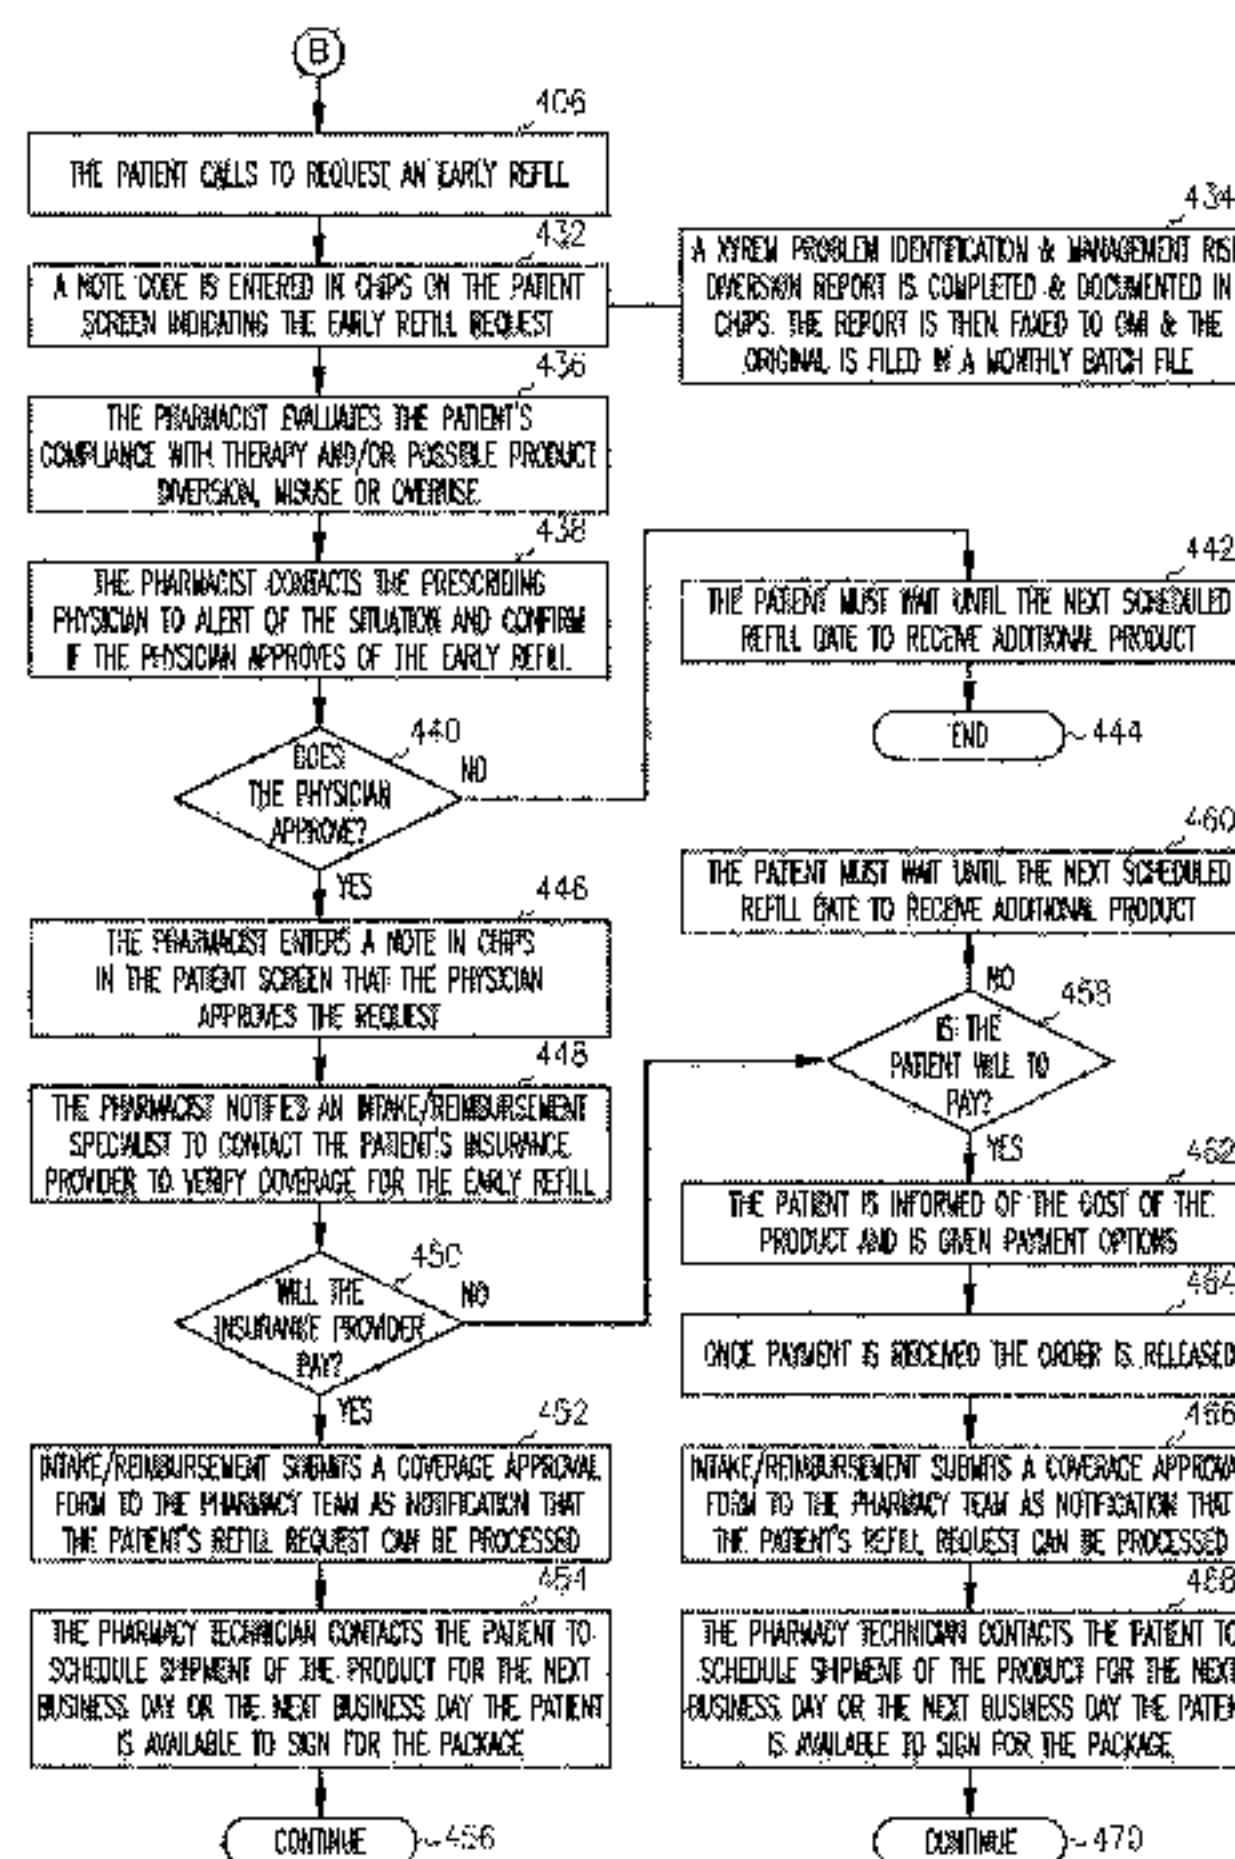 B
406
THE PATIENT CALLS TO REQUEST AN EARLY REFILL
432
A NOTE CODE IS ENTERED IN CHIPS ON THE PATIENT
SCREEN INDICATING THE EARLY REFILL REQUEST
434
A XYREM PROBLEM IDENTIFICATION & MANAGEMENT RIS
DIVERSION REPORT IS COMPLETED & DOCUMENTED IN
CHIPS. THE REPORT IS THEN FAXED TO OMI & THE
ORIGINAL IS FILED IN A MONTHLY BATCH FILE
436
THE PHARMACIST EVALUATES THE PATIENT'S
COMPLIANCE WITH THERAPY AND/OR POSSIBLE PRODUCT
DIVERSION, MISUSE OR OVERUSE
438
THE PHARMACIST CONTACTS THE PRESCRIBING
PHYSICIAN TO ALERT OF THE SITUATION AND CONFIRM
IF THE PHYSICIAN APPROVES OF THE EARLY REFILL
440
DOES
THE PHYSICIAN
APPROVE?
NO
442
THE PATIENT MUST WAIT UNTIL THE NEXT SCHEDULED
REFILL DATE TO RECEIVE ADDITIONAL PRODUCT
END
444
YES
446
THE PHARMACIST ENTERS A NOTE IN CHIPS
IN THE PATIENT SCREEN THAT THE PHYSICIAN
APPROVES THE REQUEST
448
THE PHARMACIST NOTIFIES AN INTAKE/REIMBURSEMENT
SPECIALIST TO CONTACT THE PATIENT'S INSURANCE
PROVIDER TO VERIFY COVERAGE FOR THE EARLY REFILL
450
WILL THE
INSURANCE PROVIDER
PAY?
NO
YES
452
INTAKE/REIMBURSEMENT SUBMITS A COVERAGE APPROVAL
FORM TO THE PHARMACY TEAM AS NOTIFICATION THAT
THE PATIENT'S REFILL REQUEST CAN BE PROCESSED
454
THE PHARMACY TECHNICIAN CONTACTS THE PATIENT TO
SCHEDULE SHIPMENT OF THE PRODUCT FOR THE NEXT
BUSINESS DAY OR THE NEXT BUSINESS DAY THE PATIENT
IS AVAILABLE TO SIGN FOR THE PACKAGE
CONTINUE
456
460
THE PATIENT MUST WAIT UNTIL THE NEXT SCHEDULED
REFILL DATE TO RECEIVE ADDITIONAL PRODUCT
NO
458
IS THE
PATIENT WILL TO
PAY?
YES
462
THE PATIENT IS INFORMED OF THE COST OF THE
PRODUCT AND IS GIVEN PAYMENT OPTIONS
464
ONCE PAYMENT IS RECEIVED THE ORDER IS RELEASED
466
INTAKE/REIMBURSEMENT SUBMITS A COVERAGE APPROVA
FORM TO THE PHARMACY TEAM AS NOTIFICATION THAT
THE PATIENT'S REFILL REQUEST CAN BE PROCESSED
468
THE PHARMACY TECHNICIAN CONTACTS THE PATIENT TO
SCHEDULE SHIPMENT OF THE PRODUCT FOR THE NEXT
BUSINESS DAY OR THE NEXT BUSINESS DAY THE PATIEN
IS AVAILABLE TO SIGN FOR THE PACKAGE
CONTINUE
470